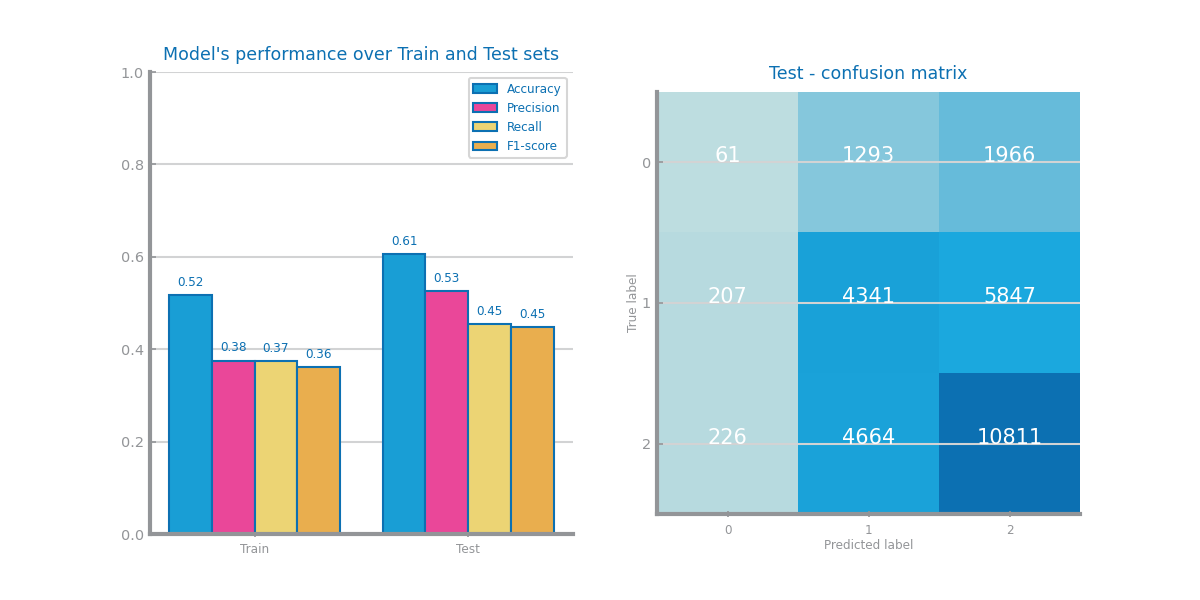 Model's performance over Train and Test sets
1.0
0.8
0.6
0.4
0.2
0.0
Accuracy
Precision
Recall
F1-score
0.52
0.38
0.37
0.36
0.61
0.53
0.45
0.45
Train
Test
Test - confusion matrix
True label
0
1
2
61 1293 1966
207 4341 5847
226 4664 10811
0 1 2
Predicted label